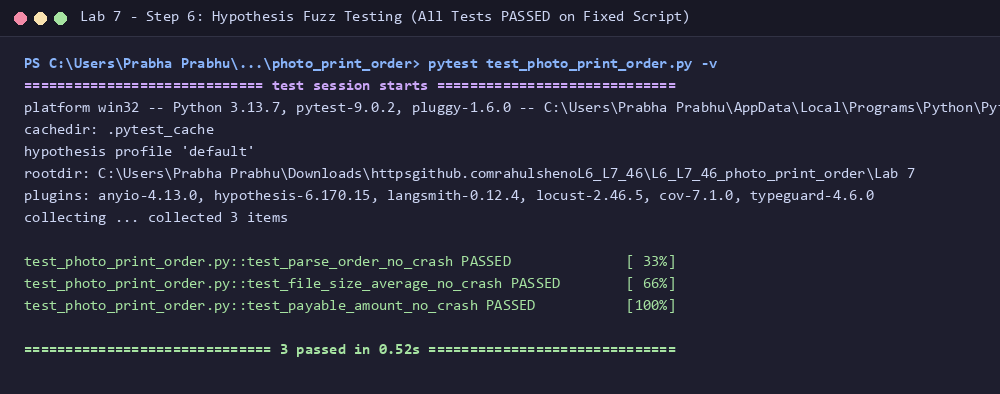 Lab 7 - Step 6: Hypothesis Fuzz Testing (All Tests PASSED on Fixed Script)
PS C:\Users\Prabha Prabhu\...\photo_print_order> pytest test_photo_print_order.py -v
============================= test session starts =============================
platform win32 -- Python 3.13.7, pytest-9.0.2, pluggy-1.6.0 -- C:\Users\Prabha Prabhu\AppData\Local\Programs\Python\Pyt
cachedir: .pytest_cache
hypothesis profile 'default'
rootdir: C:\Users\Prabha Prabhu\Downloads\httpsgithub.comrahulshenoL6_L7_46\L6_L7_46_photo_print_order\Lab 7
plugins: anyio-4.13.0, hypothesis-6.170.15, langsmith-0.12.4, locust-2.46.5, cov-7.1.0, typeguard-4.6.0
collecting ... collected 3 items
test_photo_print_order.py::test_parse_order_no_crash PASSED              [ 33%]
test_photo_print_order.py::test_file_size_average_no_crash PASSED        [ 66%]
test_photo_print_order.py::test_payable_amount_no_crash PASSED           [100%]
============================== 3 passed in 0.52s ==============================